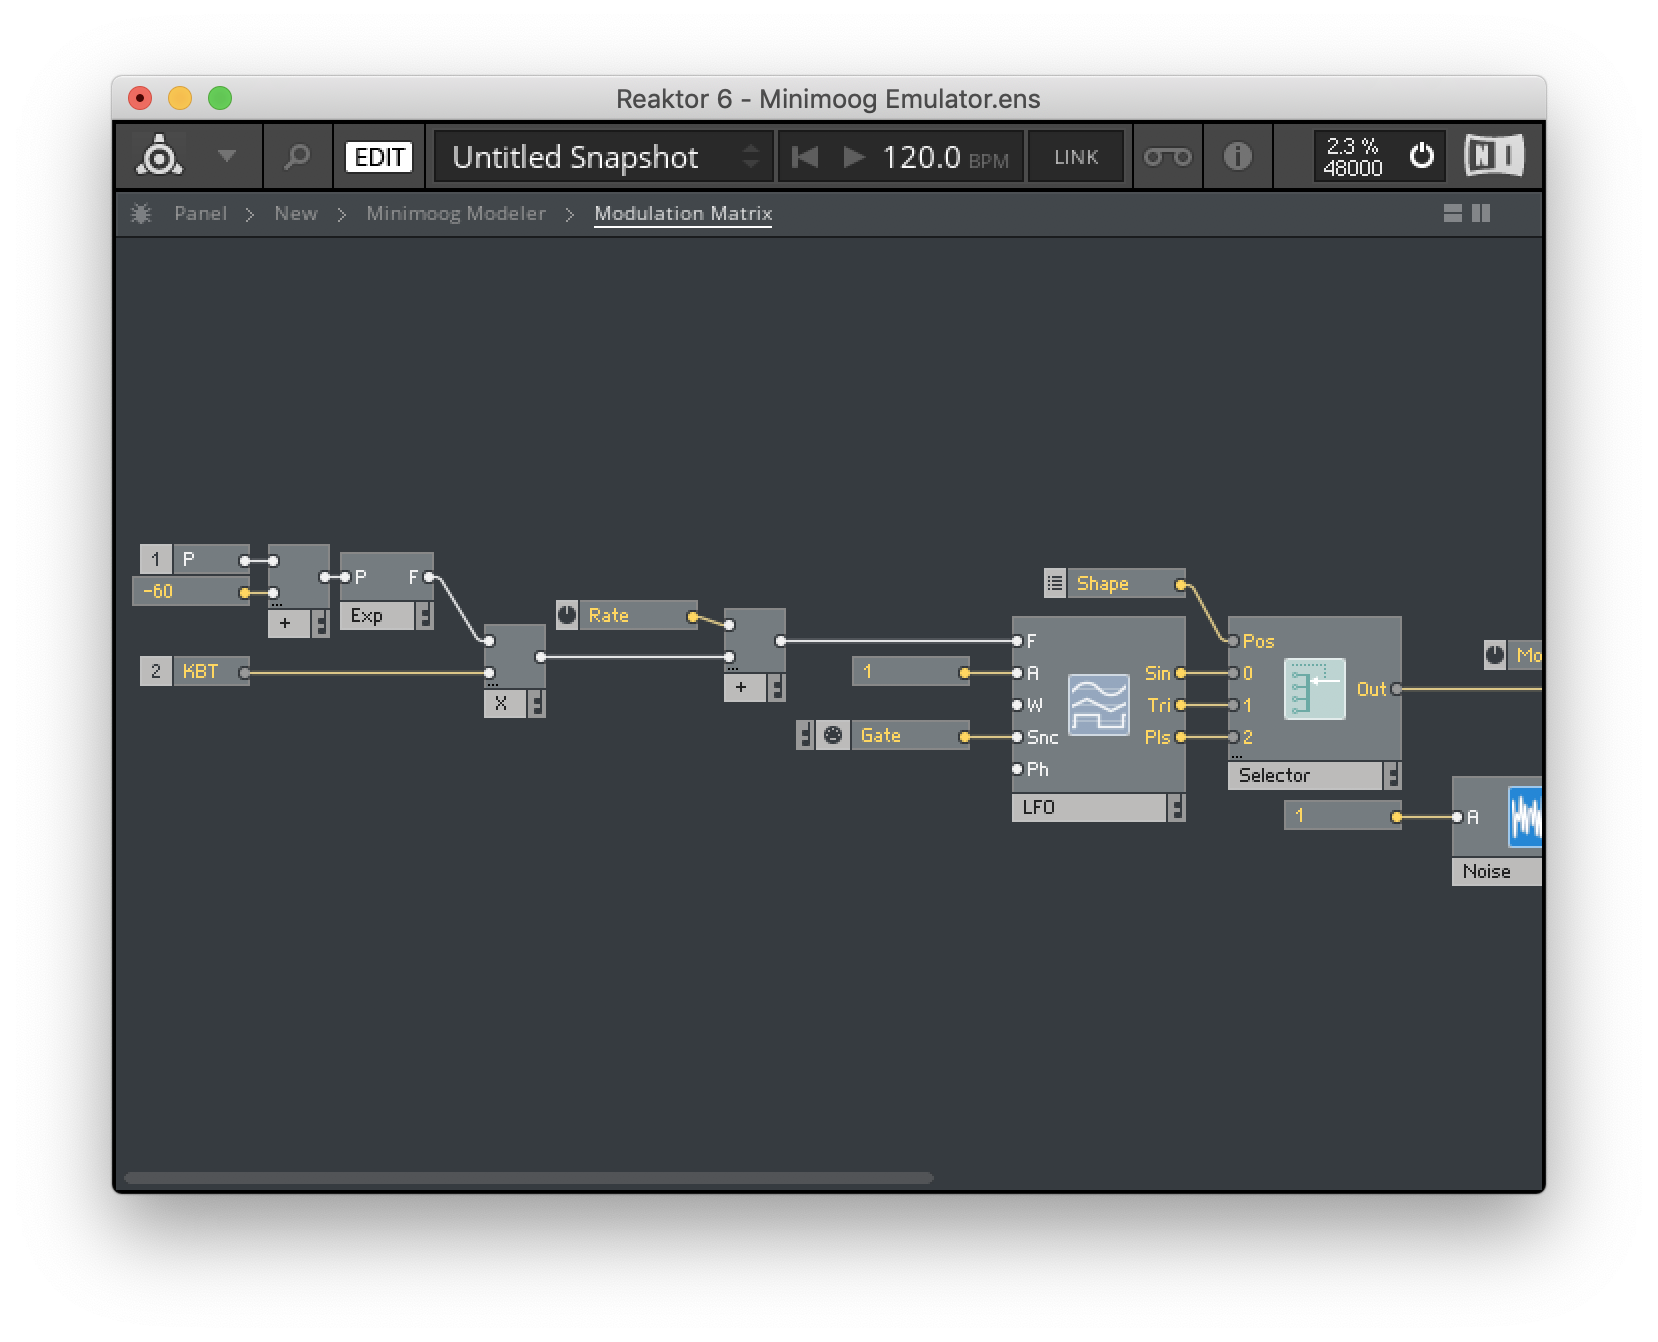 Reaktor 6 - Minimoog Emulator.ens
EDIT
Untitled Snapshot
120.0 BPM
LINK
2.3 %
48000
NI
Panel > New > Minimoog Modeler > Modulation Matrix
1 P
-60
+
P F
Exp
2 KBT
X
Rate
+
1
Gate
F
A
W
Snc
Ph
Sin
Tri
Pls
LFO
Shape
Pos
0
1
2
Out
Selector
Mo
1
A
Noise